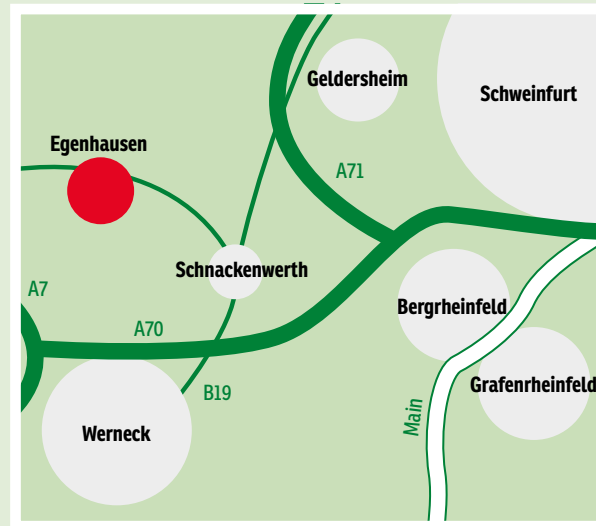 Geldersheim
Schweinfurt
Egenhausen
A71
Schnackenwerth
A7
Bergrheinfeld
A70
B19
Grafenrheinfeld
Main
Werneck